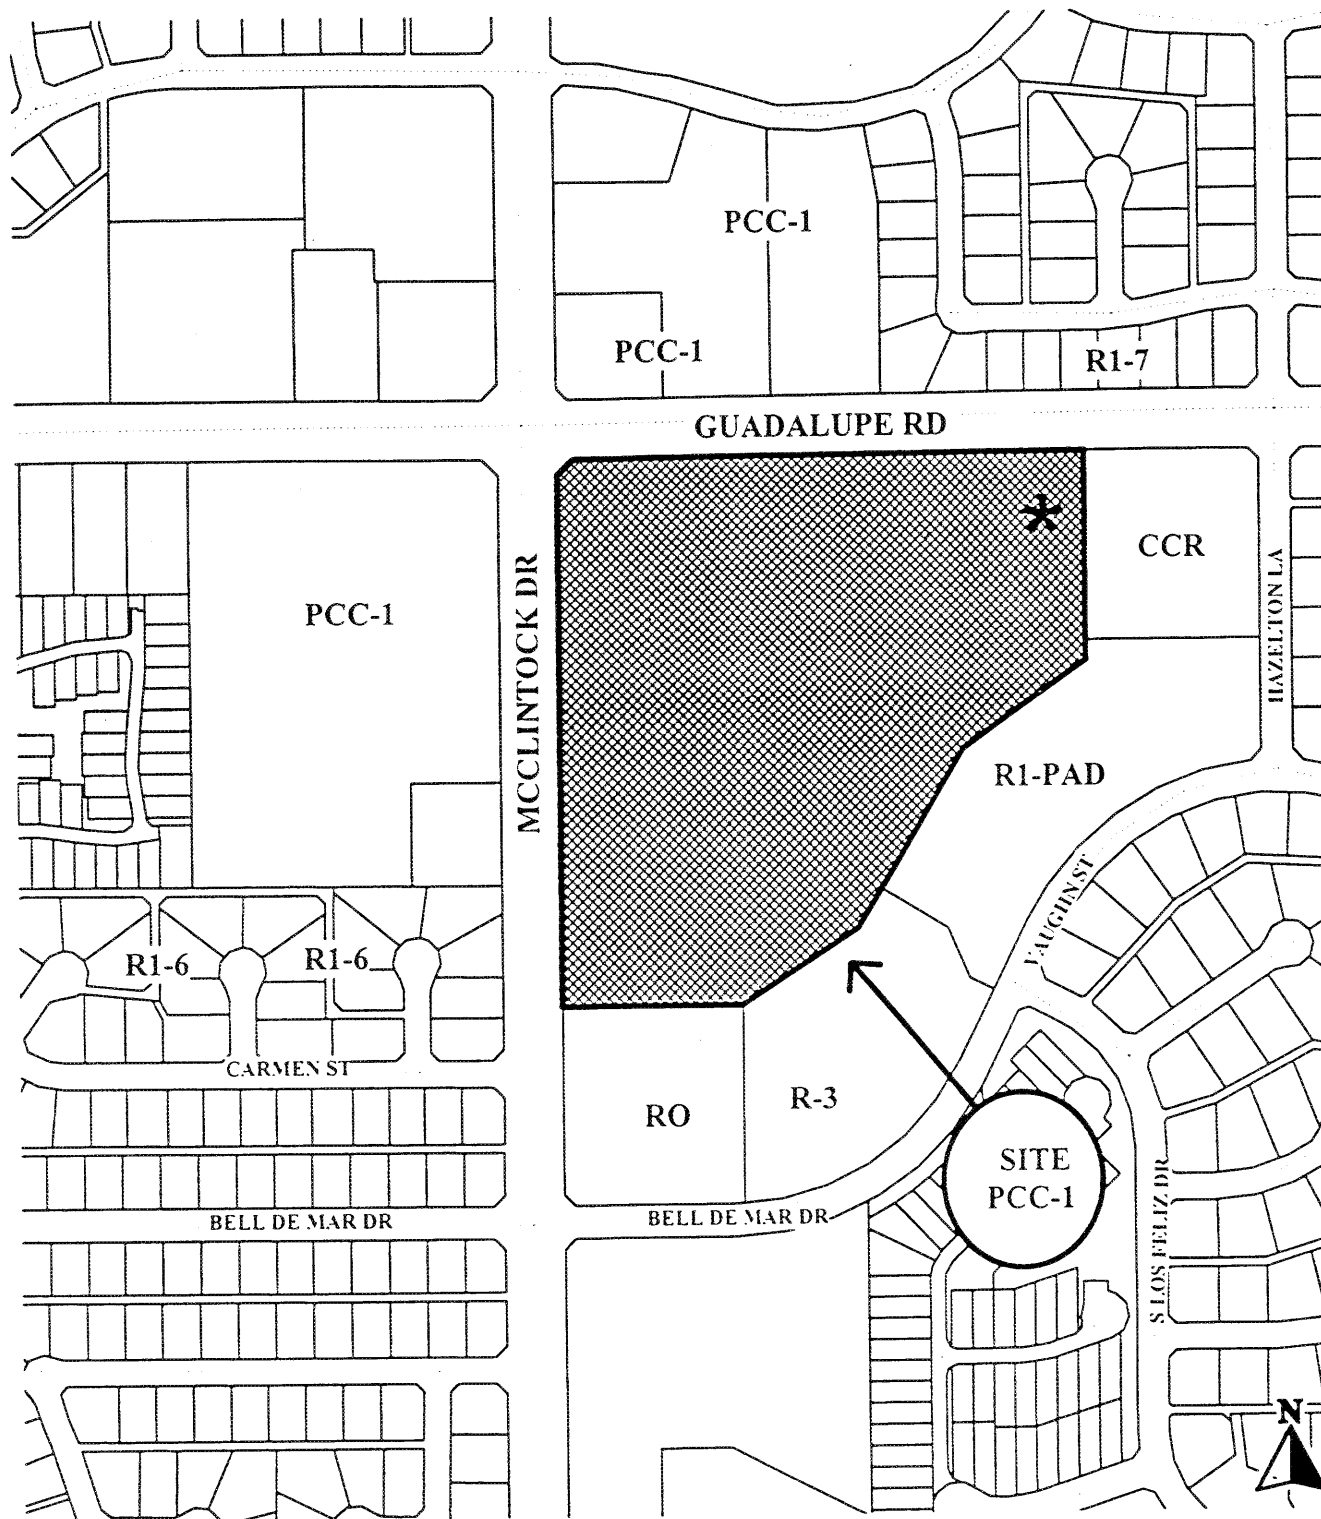 PCC-1
PCC-1
R1-7
GUADALUPE RD
*
CCR
PCC-1
MCCLINTOCK DR
HAZELTON LA
R1-PAD
VAUGHN ST
R1-6
R1-6
CARMEN ST
RO
R-3
SITE
PCC-1
BELL DE MAR DR
BELL DE MAR DR
S LOS FELIZ DR
N